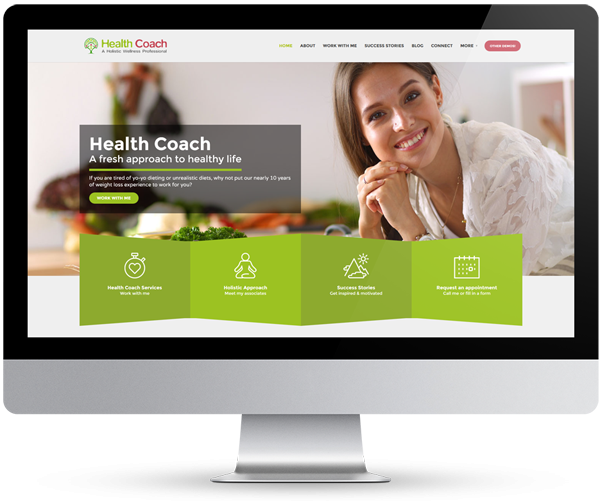 Health Coach
A Holistic Wellness Professional
HOME ABOUT WORK WITH ME SUCCESS STORIES BLOG CONNECT MORE OTHER DEMOS
Health Coach
A fresh approach to healthy life
If you are tired of yo-yo dieting or unrealistic diets, why not put our nearly 10 years
of weight loss experience to work for you?
WORK WITH ME
Health Coach Services
Work with me
Holistic Approach
Meet my associates
Success Stories
Get inspired & motivated
Request an appointment
Call me or fill in a form